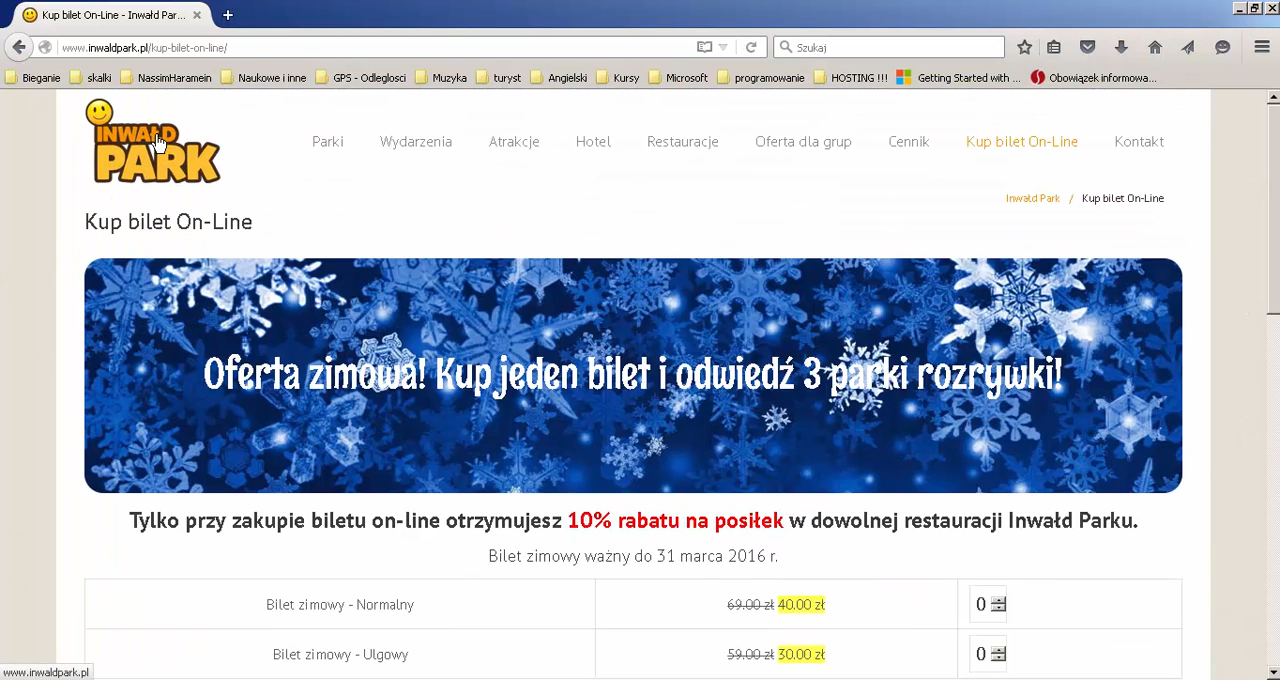 Kup bilet On-Line - Inwałd Par...
www.inwaldpark.pl/kup-bilet-on-line/
Szukaj
Bieganie skalki NassimHaramein Naukowe i inne GPS - Odleglosci Muzyka turyst Angielski Kursy Microsoft programowanie HOSTING !!! Getting Started with ... Obowiązek informowa...
INWAŁD
PARK
Parki Wydarzenia Atrakcje Hotel Restauracje Oferta dla grup Cennik Kup bilet On-Line Kontakt
Inwałd Park / Kup bilet On-Line
Kup bilet On-Line
Oferta zimowa! Kup jeden bilet i odwiedź 3 parki rozrywki!
Tylko przy zakupie biletu on-line otrzymujesz 10% rabatu na posiłek w dowolnej restauracji Inwałd Parku.
Bilet zimowy ważny do 31 marca 2016 r.
Bilet zimowy - Normalny 69.00 zł 40.00 zł 0
Bilet zimowy - Ulgowy 59.00 zł 30.00 zł 0
www.inwaldpark.pl